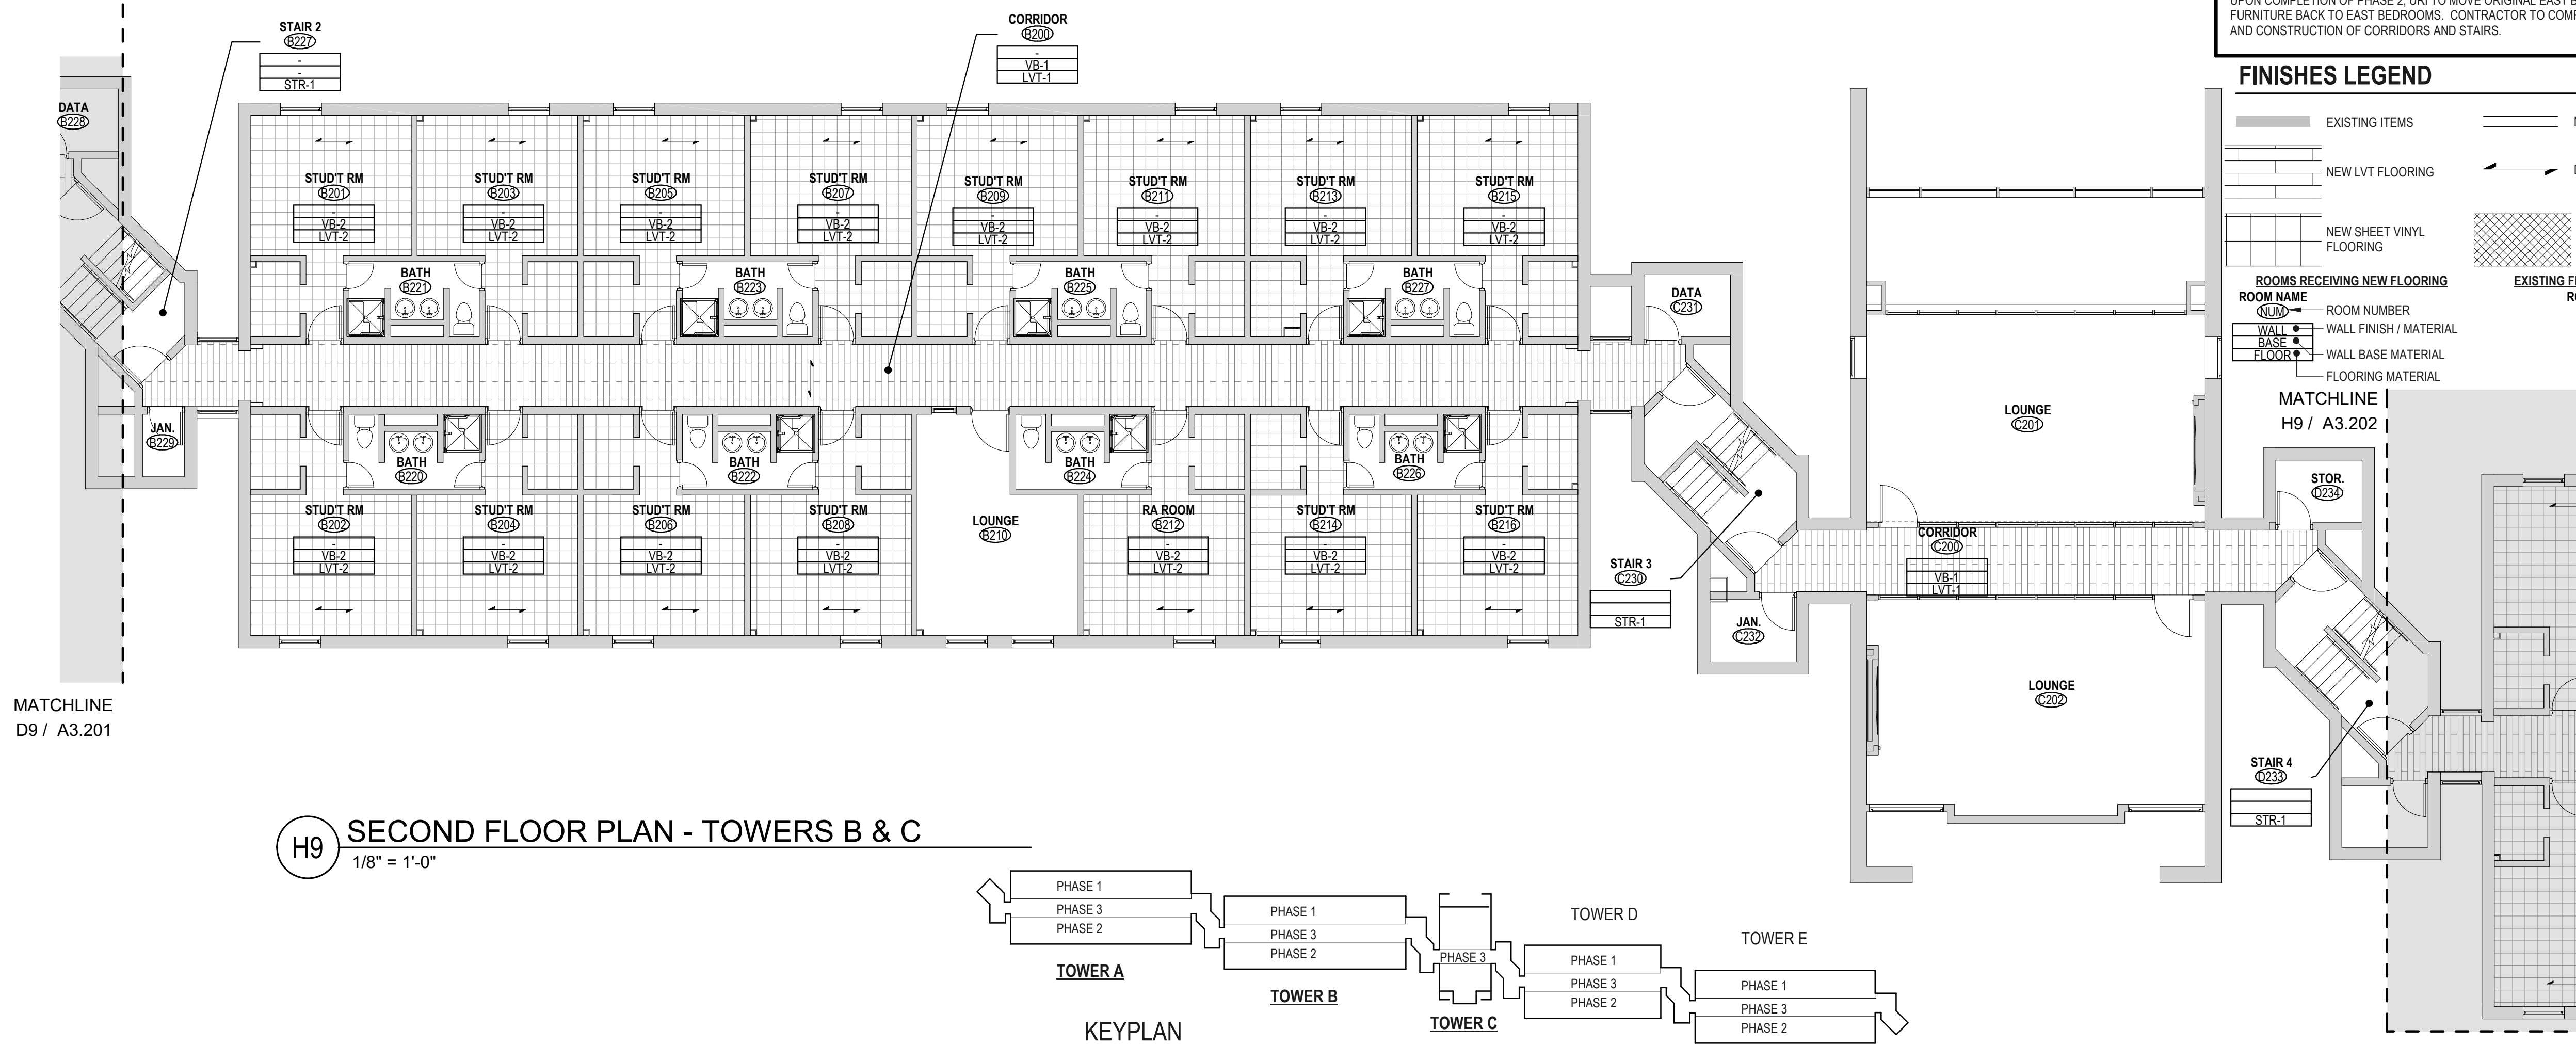 UPON COMPLETION OF PHASE 2, URI TO MOVE ORIGINAL EAST
FURNITURE BACK TO EAST BEDROOMS. CONTRACTOR TO
AND CONSTRUCTION OF CORRIDORS AND STAIRS.
FINISHES LEGEND
EXISTING ITEMS
NEW LVT FLOORING
NEW SHEET VINYL
FLOORING
ROOMS RECEIVING NEW FLOORING
EXISTING
ROOM NAME
NUM
ROOM NUMBER
WALL
WALL FINISH / MATERIAL
BASE
WALL BASE MATERIAL
FLOOR
FLOORING MATERIAL
MATCHLINE
H9 / A3.202
STAIR 2
B227
-
-
STR-1
CORRIDOR
B200
-
VB-1
LVT-1
DATA
B228
STUD'T RM
B201
-
VB-2
LVT-2
STUD'T RM
B203
-
VB-2
LVT-2
STUD'T RM
B205
-
VB-2
LVT-2
STUD'T RM
B207
-
VB-2
LVT-2
STUD'T RM
B209
-
VB-2
LVT-2
STUD'T RM
B211
-
VB-2
LVT-2
STUD'T RM
B213
-
VB-2
LVT-2
STUD'T RM
B215
-
VB-2
LVT-2
BATH
B221
BATH
B223
BATH
B225
BATH
B227
DATA
C231
JAN.
B229
BATH
B220
BATH
B222
BATH
B224
BATH
B226
STUD'T RM
B202
-
VB-2
LVT-2
STUD'T RM
B204
-
VB-2
LVT-2
STUD'T RM
B206
-
VB-2
LVT-2
STUD'T RM
B208
-
VB-2
LVT-2
LOUNGE
B210
RA ROOM
B212
-
VB-2
LVT-2
STUD'T RM
B214
-
VB-2
LVT-2
STUD'T RM
B216
-
VB-2
LVT-2
STAIR 3
C230
STR-1
JAN.
C232
LOUNGE
C201
CORRIDOR
C200
VB-1
LVT-1
LOUNGE
C202
STOR.
D234
STAIR 4
D233
STR-1
MATCHLINE
D9 / A3.201
H9
SECOND FLOOR PLAN - TOWERS B & C
1/8" = 1'-0"
PHASE 1
PHASE 3
PHASE 2
TOWER A
PHASE 1
PHASE 3
PHASE 2
TOWER B
PHASE 3
TOWER C
TOWER D
PHASE 1
PHASE 3
PHASE 2
TOWER E
PHASE 1
PHASE 3
PHASE 2
KEYPLAN